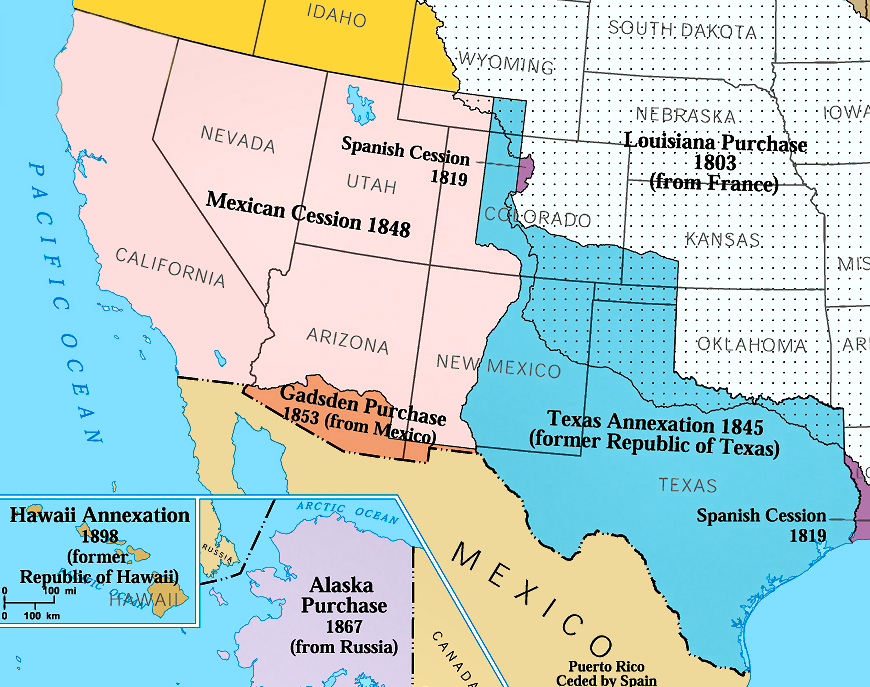 IDAHO
SOUTH DAKOTA
WYOMING
NEBRASKA
IOWA
NEVADA
Spanish Cession
1819
Louisiana Purchase
1803
(from France)
UTAH
Mexican Cession 1848
COLORADO
KANSAS
MIS
CALIFORNIA
PACIFIC OCEAN
ARIZONA
NEW MEXICO
OKLAHOMA
AR
Gadsden Purchase
1853 (from Mexico)
Texas Annexation 1845
(former Republic of Texas)
TEXAS
Spanish Cession
1819
Hawaii Annexation
1898
(former
Republic of Hawaii)
HAWAII
0 100 mi
0 100 km
RUSSIA
ARCTIC OCEAN
Alaska
Purchase
1867
(from Russia)
CANADA
MEXICO
Puerto Rico
Ceded by Spain